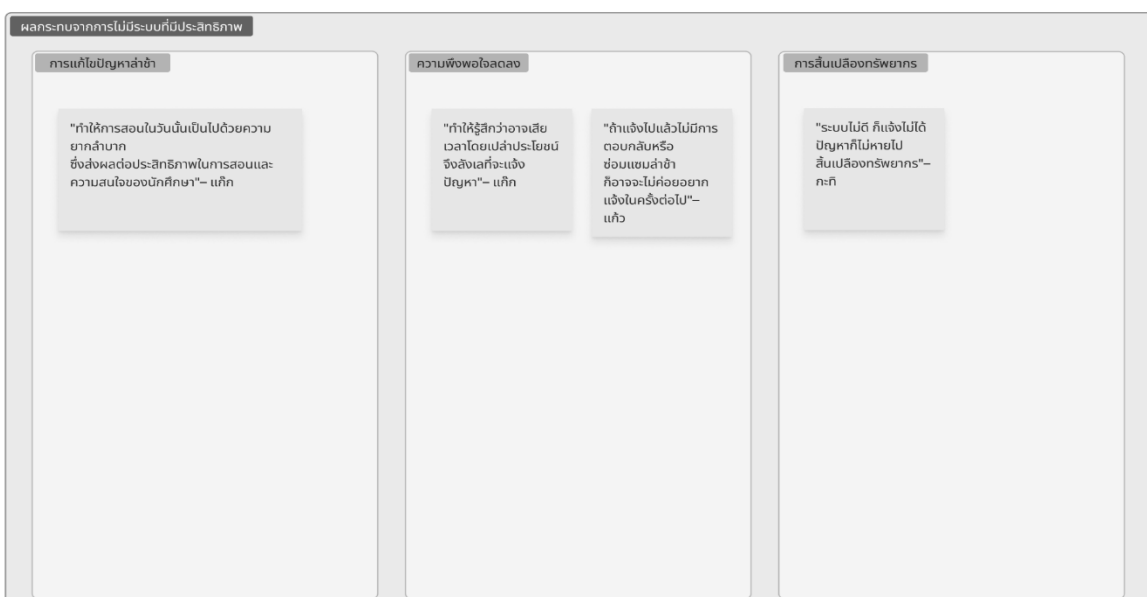 ผลกระทบจากการไม่มีระบบที่มีประสิทธิภาพ
การแก้ไขปัญหาล่าช้า
"ทำให้การสอนในวันนั้นเป็นไปด้วยความ
ยากลำบาก
ซึ่งส่งผลต่อประสิทธิภาพในการสอนและ
ความสนใจของนักศึกษา"– แก๊ก
ความพึงพอใจลดลง
"ทำให้รู้สึกว่าอาจเสีย
เวลาโดยเปล่าประโยชน์
จึงลังเลที่จะแจ้ง
ปัญหา"– แก๊ก
"ถ้าแจ้งไปแล้วไม่มีการ
ตอบกลับหรือ
ซ่อมแซมล่าช้า
ก็อาจจะไม่ค่อยอยาก
แจ้งในครั้งต่อไป"–
แก้ว
การสิ้นเปลืองทรัพยากร
"ระบบไม่ดี ก็แจ้งไม่ได้
ปัญหาก็ไม่หายไป
สิ้นเปลืองทรัพยากร"–
กะทิ